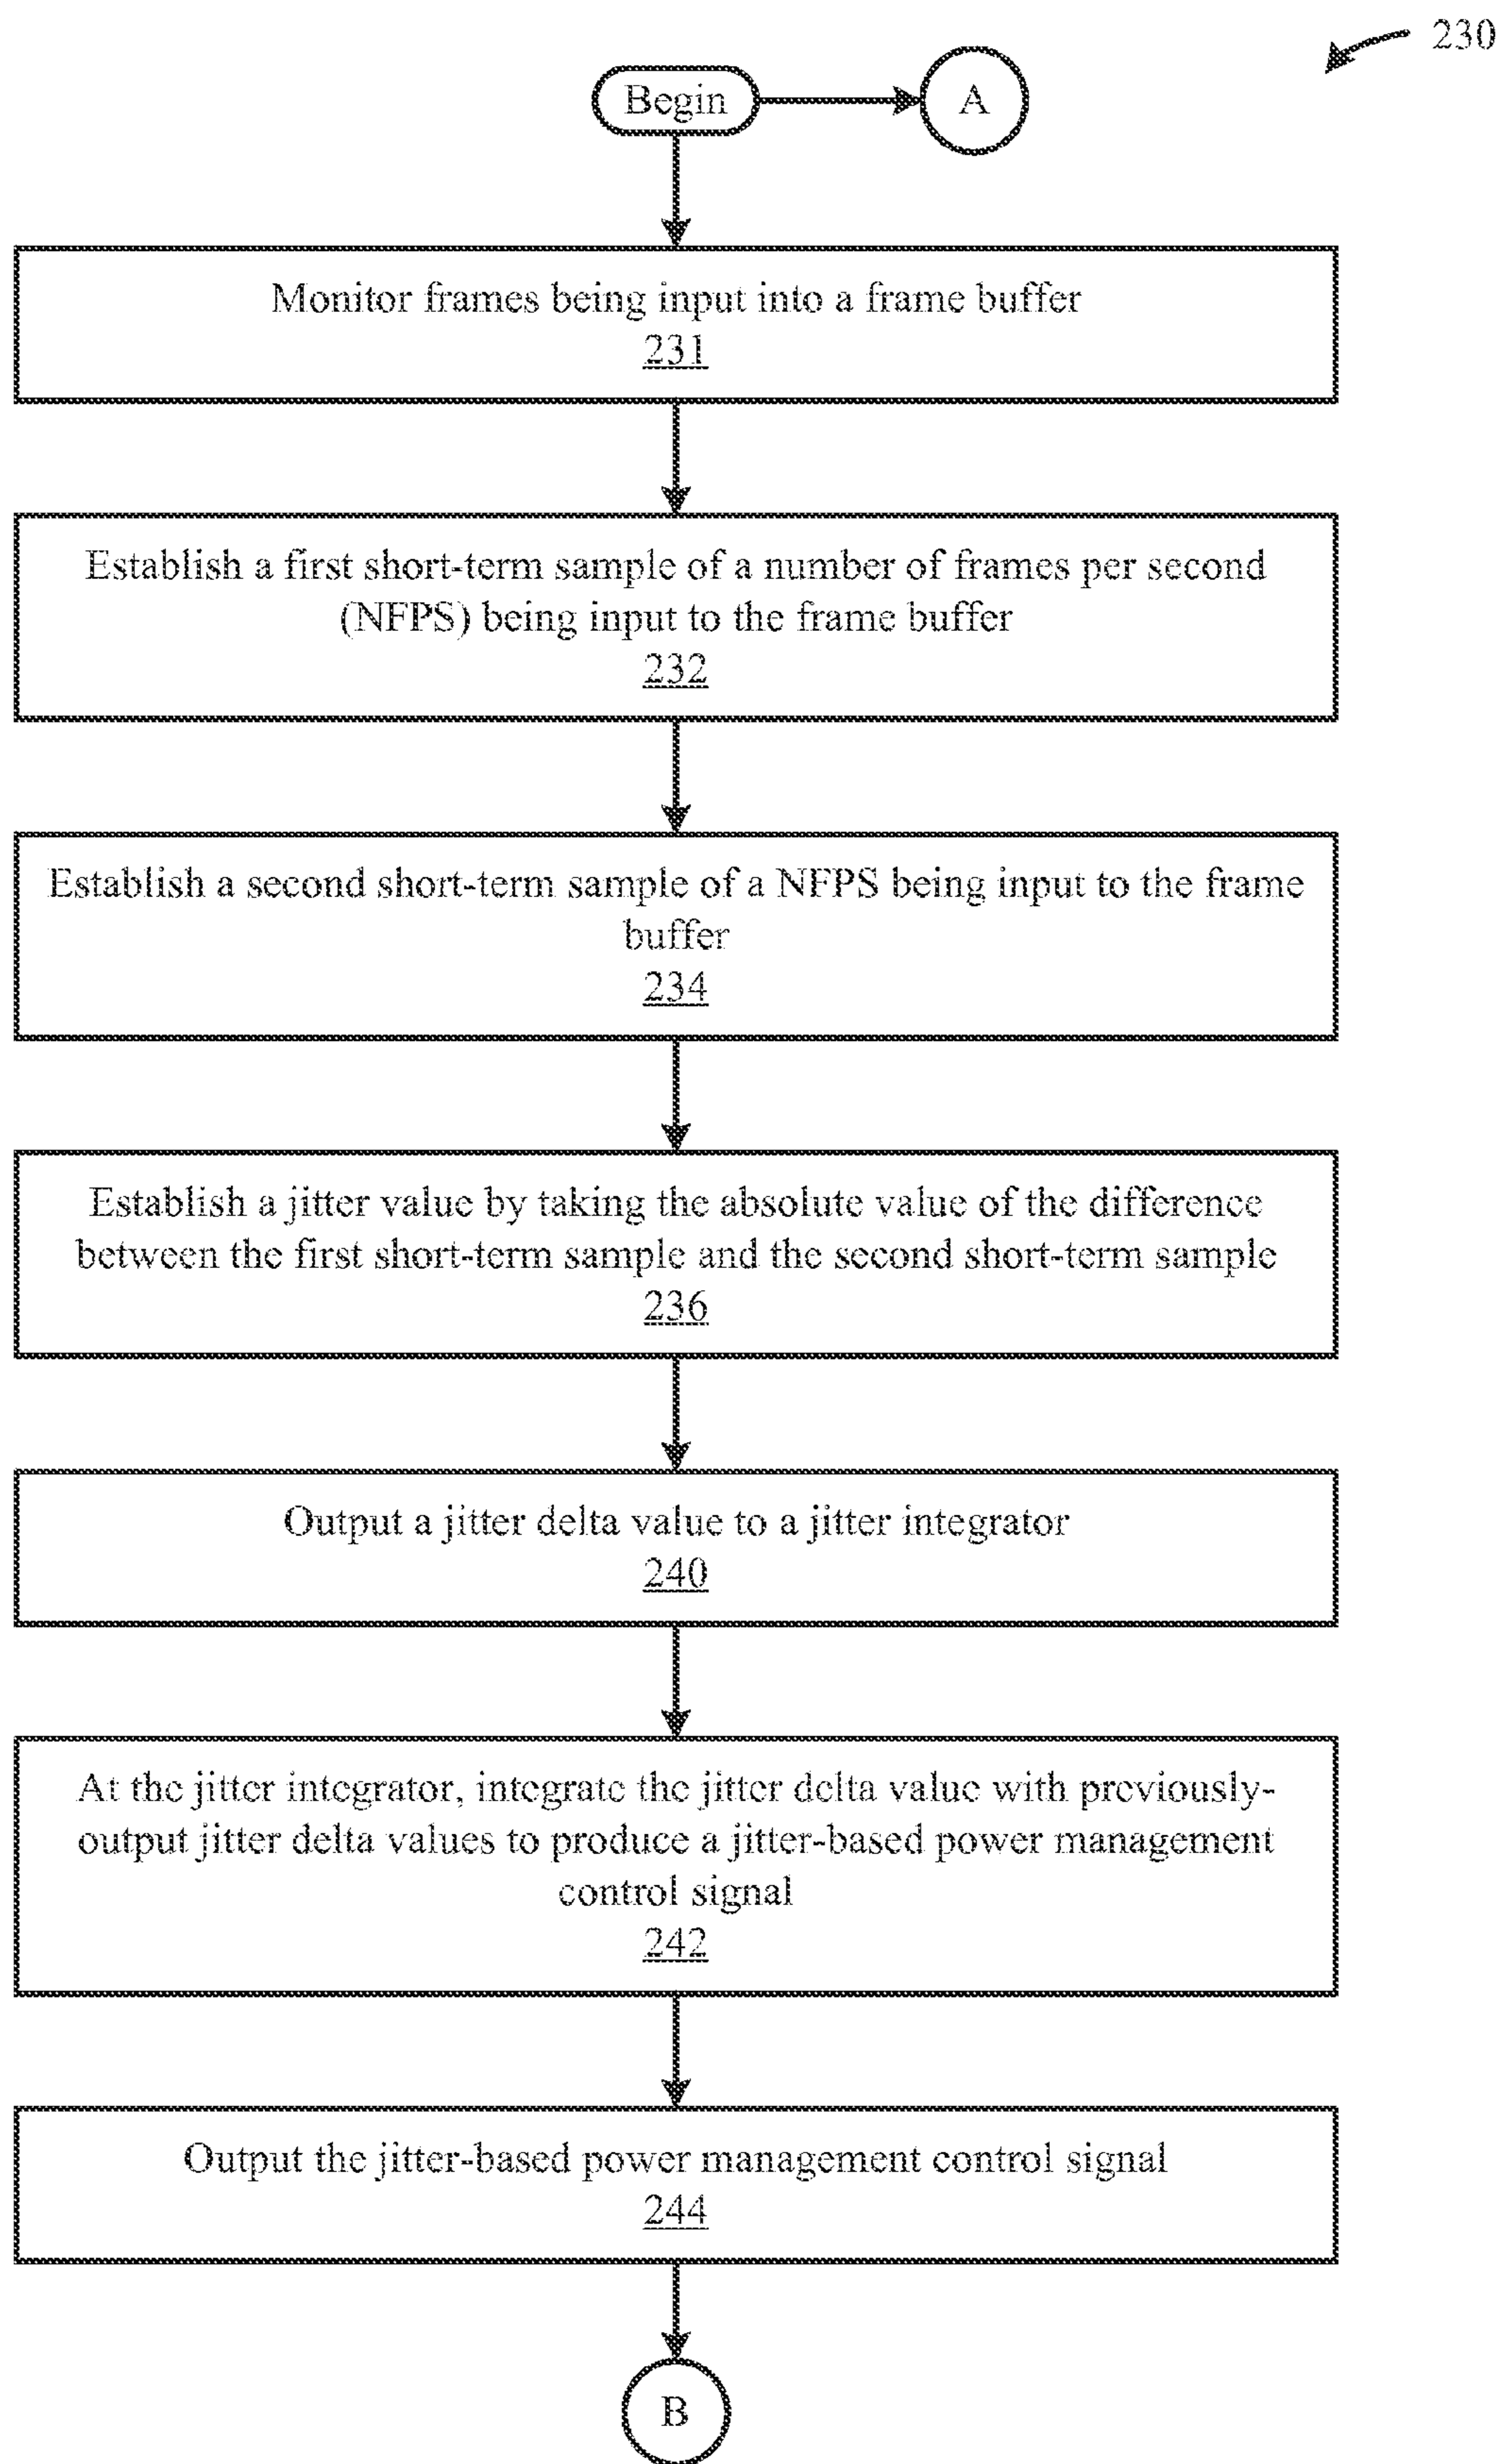 230
Begin
A
Monitor frames being input into a frame buffer
231
Establish a first short-term sample of a number of frames per second
(NFPS) being input to the frame buffer
232
Establish a second short-term sample of a NFPS being input to the frame
buffer
234
Establish a jitter value by taking the absolute value of the difference
between the first short-term sample and the second short-term sample
236
Output a jitter delta value to a jitter integrator
240
At the jitter integrator, integrate the jitter delta value with previously-
output jitter delta values to produce a jitter-based power management
control signal
242
Output the jitter-based power management control signal
244
B